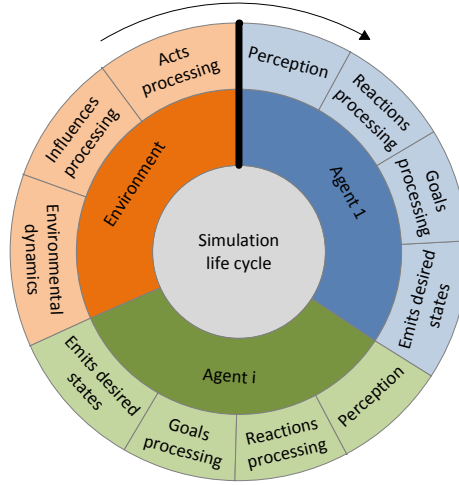 Perception
Reactions
processing
Goals
processing
Emits desired
states
Perception
Reactions
processing
Goals
processing
Emits desired
states
Environmental
dynamics
Influences
processing
Acts
processing
Agent 1
Agent i
Environment
Simulation
life cycle